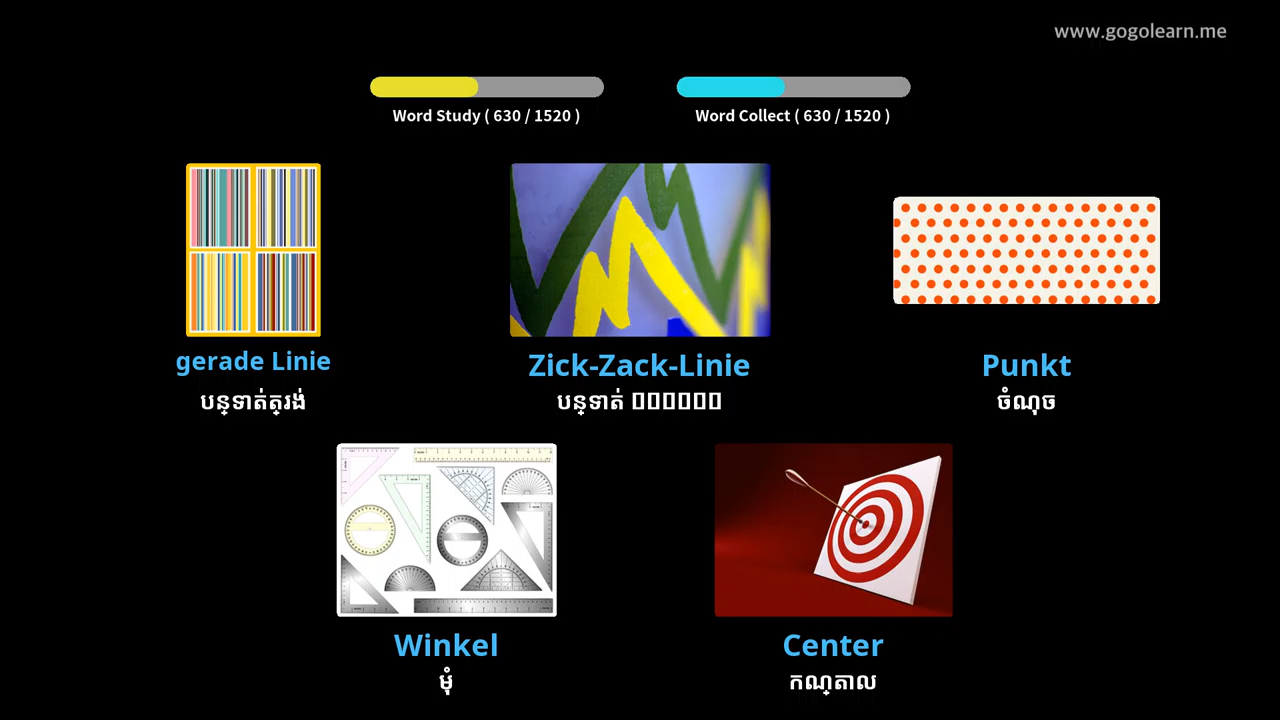 www.gogolearn.me
Word Study ( 630 / 1520 )
Word Collect ( 630 / 1520 )
gerade Linie
បន្ទាត់ត្រង់
Zick-Zack-Linie
បន្ទាត់
Punkt
ចំណុច
Winkel
មុំ
Center
កណ្តាល